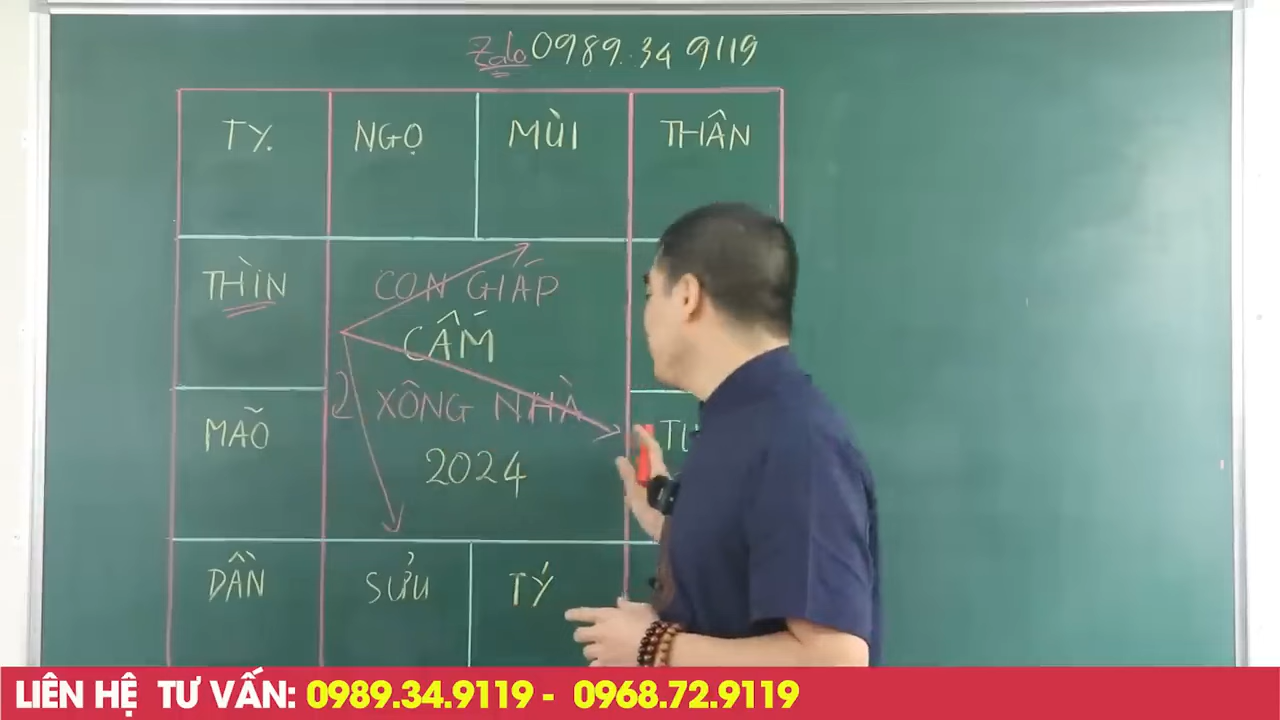 Zalo 0989.34 9119
TY. NGỌ MÙI THÂN
THÌN
CON GIÁP
CẤM
MÃO
XÔNG NHÀ
2024
DẦN SỬU TÝ
LIÊN HỆ TƯ VẤN: 0989.34.9119 - 0968.72.9119